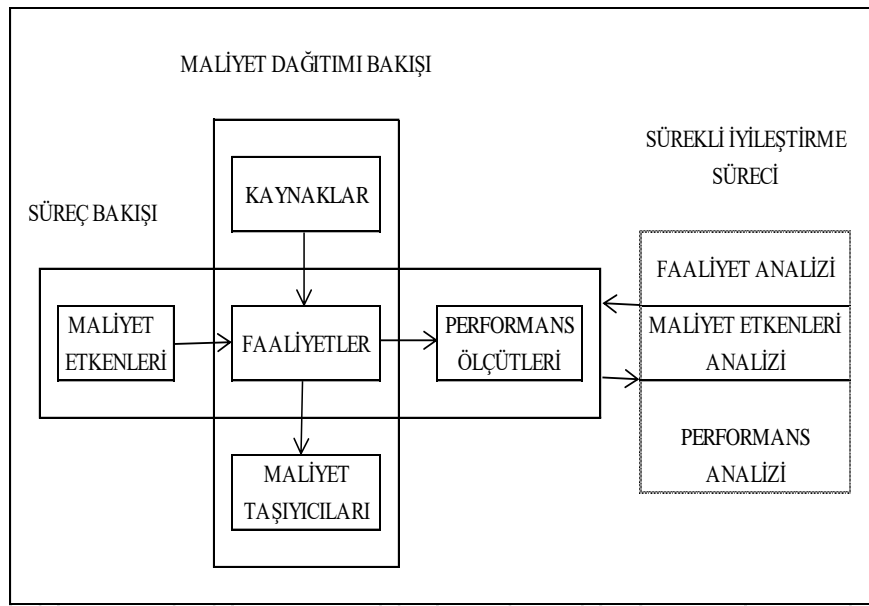 MALİYET DAĞITIMI BAKIŞI
SÜREKLİ İYİLEŞTİRME
SÜRECİ
KAYNAKLAR
SÜREÇ BAKIŞI
FAALİYET ANALİZİ
MALİYET
ETKENLERİ
FAALİYETLER
PERFORMANS
ÖLÇÜTLERİ
MALİYET ETKENLERİ
ANALİZİ
PERFORMANS
ANALİZİ
MALİYET
TAŞIYICILARI